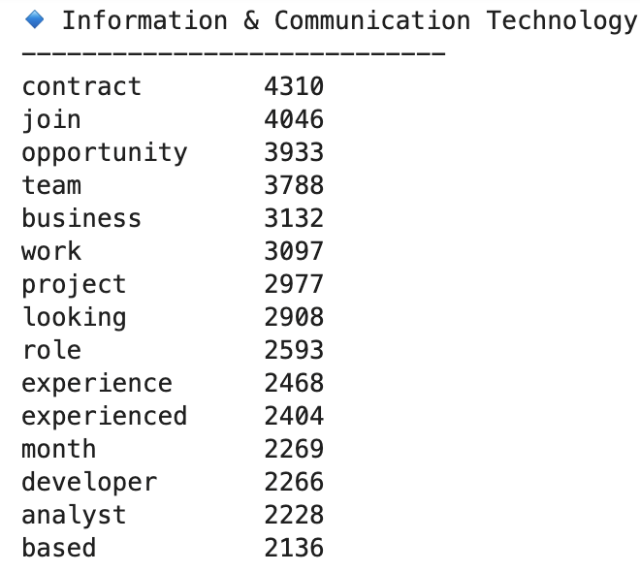 🔹 Information & Communication Technology
----------------------------
contract 4310
join 4046
opportunity 3933
team 3788
business 3132
work 3097
project 2977
looking 2908
role 2593
experience 2468
experienced 2404
month 2269
developer 2266
analyst 2228
based 2136